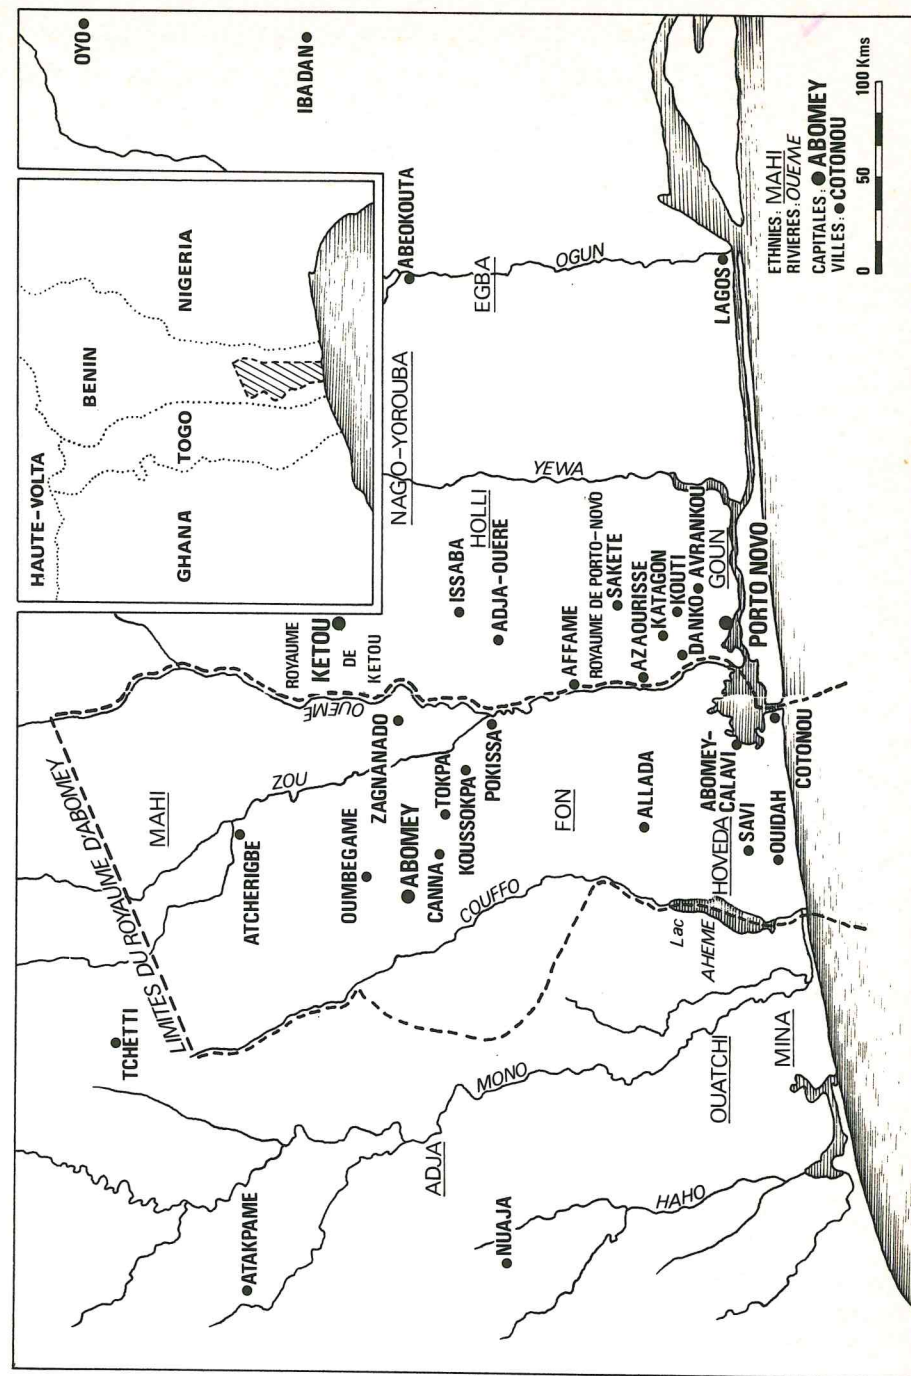 HAUTE-VOLTA
BENIN
NIGERIA
GHANA
TOGO
OYO
IBADAN
LIMITES DU ROYAUME D'ABOMEY
TCHETTI
MAHI
ATAKPAME
ATCHERIGBE
ZOU
ROYAUME
KETOU
DE
KETOU
OUEME
OUMBEGAME
ZAGNANADO
ABOMEY
NAGO-YOROUBA
ABEOKOUTA
ADJA
CANNA
TOKPA
COUFFO
KOUSSOKPA
POKISSA
ISSABA
HOLLI
ADJA-OUERE
EGBA
MONO
NUAJA
FON
AFFAME
YEWA
OGUN
ROYAUME DE PORTO-NOVO
SAKETE
ALLADA
AZAOURISSE
KATAGON
KOUTI
DANKO
AVRANKOU
HAHO
Lac
AHEME
HOVEDA
ABOMEY-
CALAVI
GOUN
LAGOS
OUATCHI
SAVI
PORTO NOVO
MINA
OUIDAH
COTONOU
ETHNIES: MAHI
RIVIERES: OUEME
CAPITALES: ABOMEY
VILLES: COTONOU
0 50 100 Kms